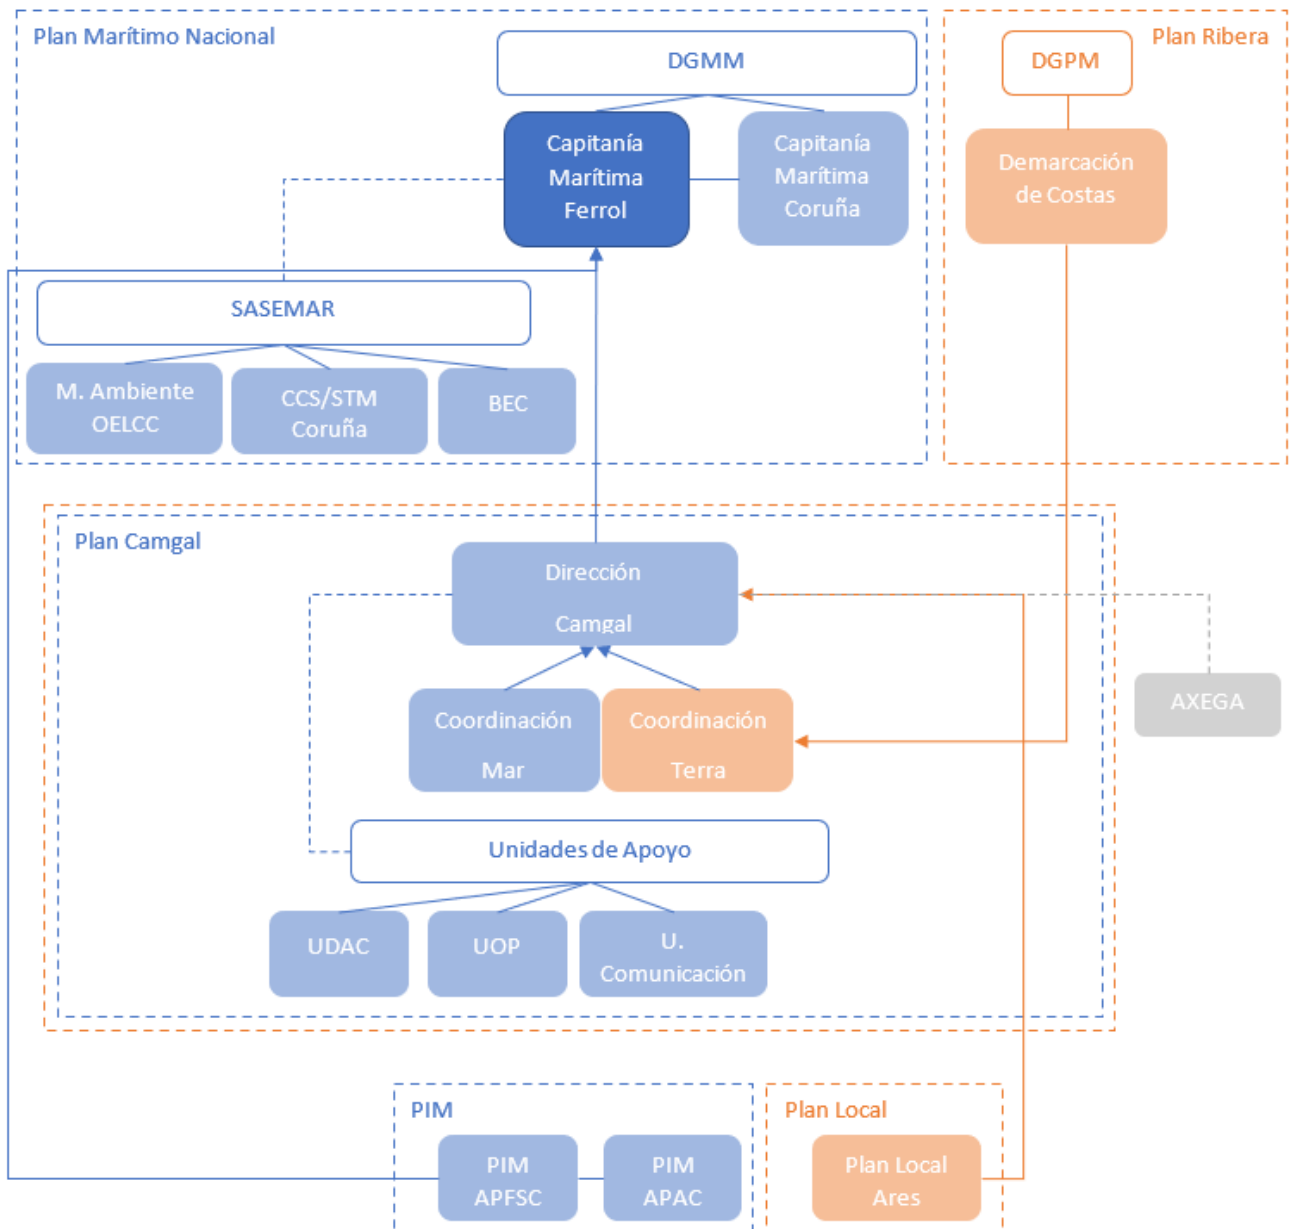 Plan Marítimo Nacional
DGMM
Capitanía
Marítima
Ferrol
Capitanía
Marítima
Coruña
SASEMAR
M. Ambiente
OELCC
CCS/STM
Coruña
BEC
Plan Ribera
DGPM
Demarcación
de Costas
Plan Camgal
Dirección
Camgal
Coordinación
Mar
Coordinación
Terra
AXEGA
Unidades de Apoyo
UDAC
UOP
U.
Comunicación
PIM
PIM
APFSC
PIM
APAC
Plan Local
Plan Local
Ares